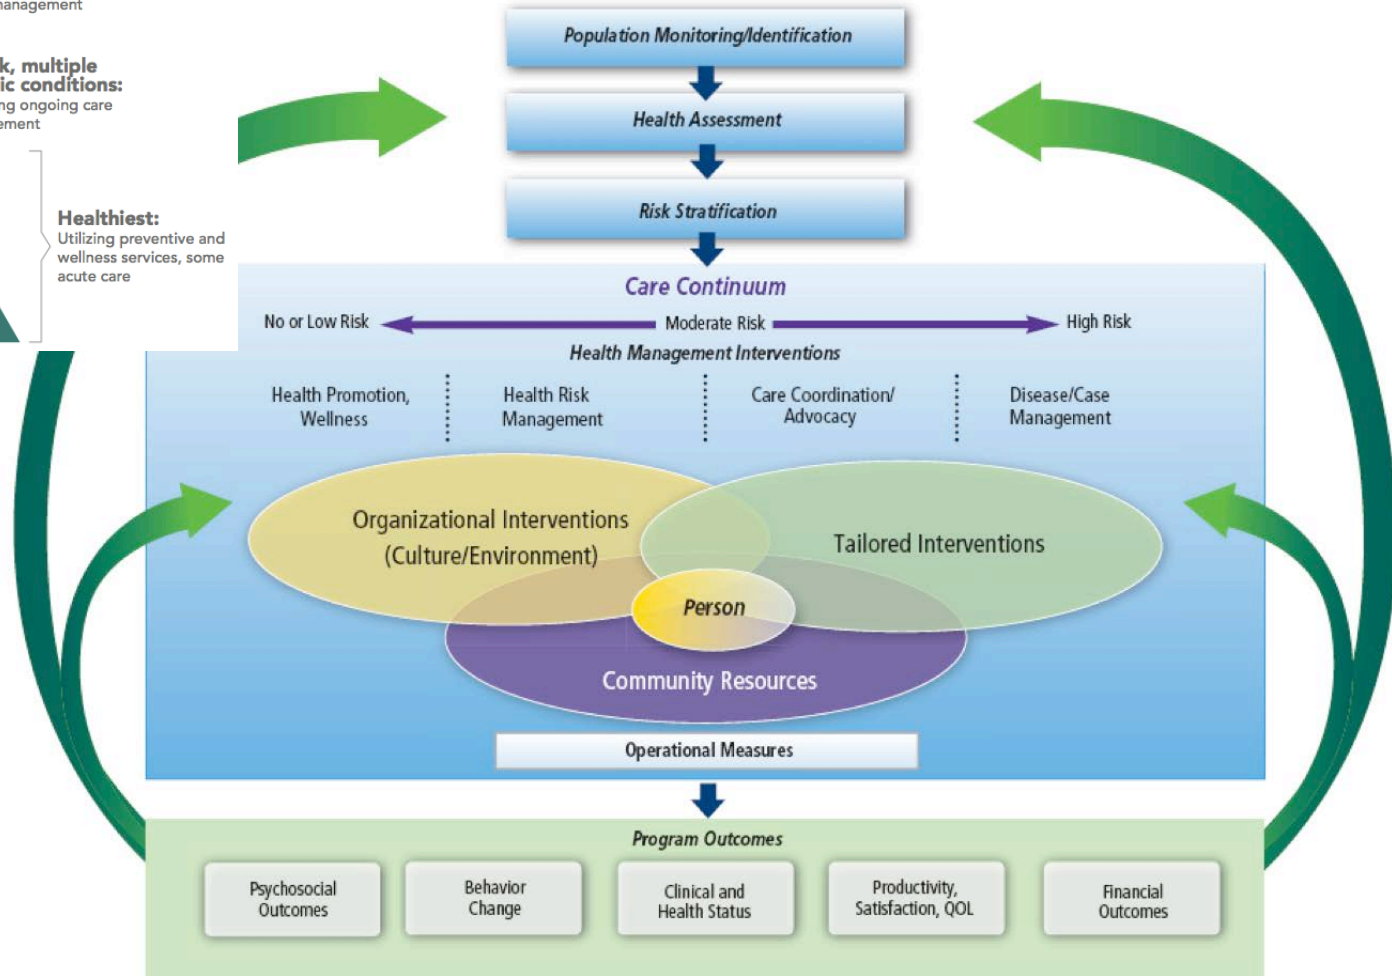 management
k, multiple
ic conditions:
ng ongoing care
ement
Healthiest:
Utilizing preventive and
wellness services, some
acute care
Population Monitoring/Identification
Health Assessment
Risk Stratification
Care Continuum
No or Low Risk
Moderate Risk
High Risk
Health Management Interventions
Health Promotion,
Wellness
Health Risk
Management
Care Coordination/
Advocacy
Disease/Case
Management
Organizational Interventions
(Culture/Environment)
Tailored Interventions
Person
Community Resources
Operational Measures
Program Outcomes
Psychosocial
Outcomes
Behavior
Change
Clinical and
Health Status
Productivity,
Satisfaction, QOL
Financial
Outcomes